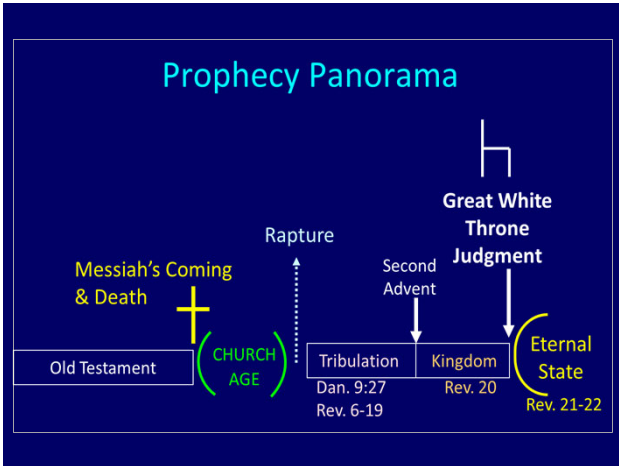 Prophecy Panorama
Great White
Throne
Judgment
Rapture
Second
Advent
Messiah's Coming
& Death
Old Testament
CHURCH
AGE
Tribulation
Kingdom
Eternal
State
Dan. 9:27
Rev. 6-19
Rev. 20
Rev. 21-22